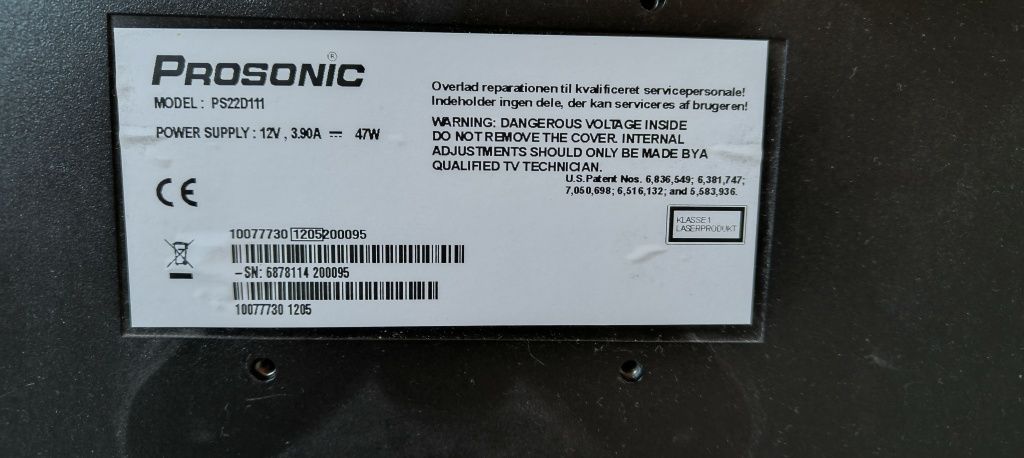 PROSONIC®
MODEL : PS22D111
POWER SUPPLY : 12V , 3.90A ⎓ 47W
CE
10077730 1205200095
-SN: 6878114 200095
10077730 1205
Overlad reparationen til kvalificeret servicepersonale!
Indeholder ingen dele, der kan serviceres af brugeren!
WARNING: DANGEROUS VOLTAGE INSIDE
DO NOT REMOVE THE COVER. INTERNAL
ADJUSTMENTS SHOULD ONLY BE MADE BY A
QUALIFIED TV TECHNICIAN.
U.S.Patent Nos. 6,836,549; 6,381,747;
7,050,698; 6,516,132; and 5,583,936.
KLASSE 1
LASERPRODUKT